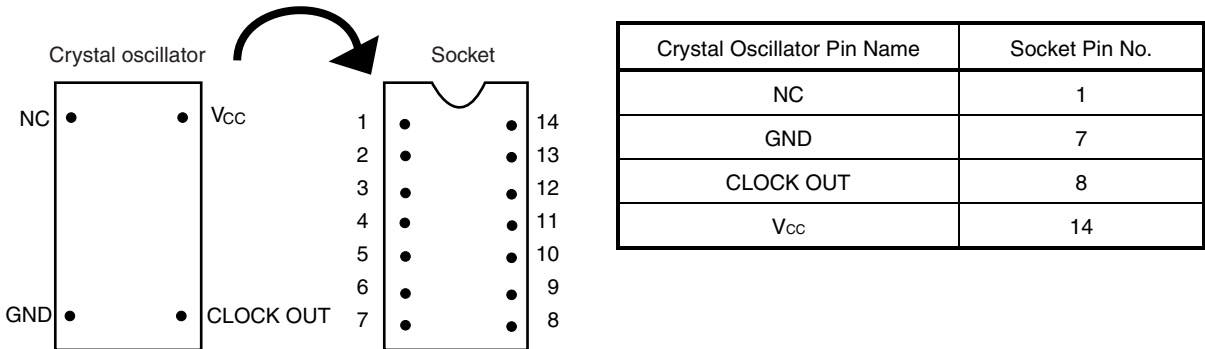 Crystal oscillator
NC
VCC
GND
CLOCK OUT
Socket
1 14
2 13
3 12
4 11
5 10
6 9
7 8
Crystal Oscillator Pin Name Socket Pin No.
NC 1
GND 7
CLOCK OUT 8
VCC 14